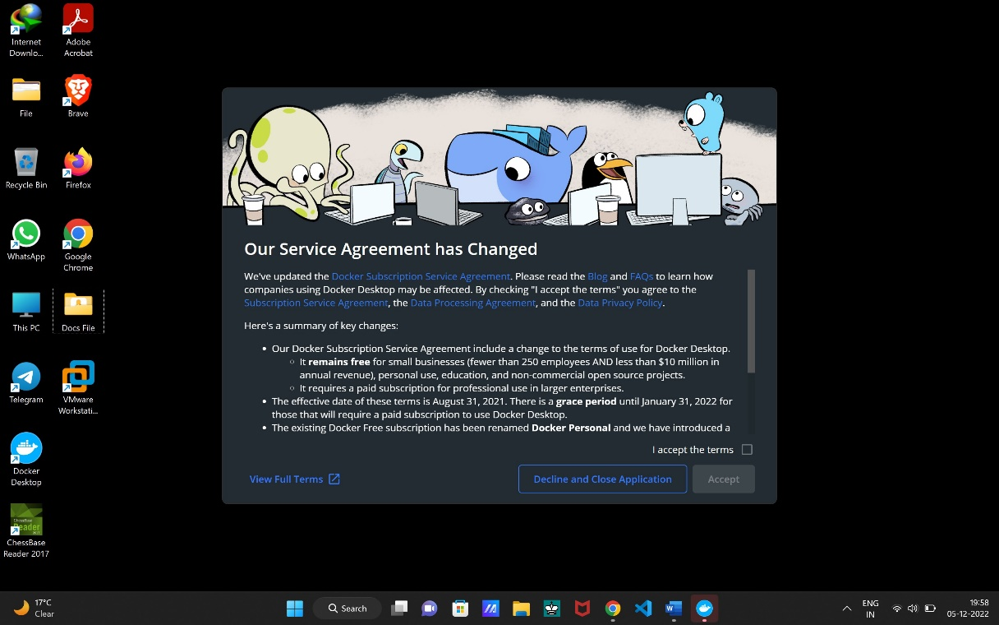 Internet
Downlo...
Adobe
Acrobat
File
Brave
Recycle Bin
Firefox
WhatsApp
Google
Chrome
This PC
Docs File
Telegram
VMware
Workstati...
Docker
Desktop
ChessBase
Reader
ChessBase
Reader 2017
Our Service Agreement has Changed
We've updated the Docker Subscription Service Agreement. Please read the Blog and FAQs to learn how
companies using Docker Desktop may be affected. By checking "I accept the terms" you agree to the
Subscription Service Agreement, the Data Processing Agreement, and the Data Privacy Policy.
Here's a summary of key changes:
• Our Docker Subscription Service Agreement include a change to the terms of use for Docker Desktop.
○ It remains free for small businesses (fewer than 250 employees AND less than $10 million in
annual revenue), personal use, education, and non-commercial open source projects.
○ It requires a paid subscription for professional use in larger enterprises.
• The effective date of these terms is August 31, 2021. There is a grace period until January 31, 2022 for
those that will require a paid subscription to use Docker Desktop.
• The existing Docker Free subscription has been renamed Docker Personal and we have introduced a
I accept the terms
View Full Terms
Decline and Close Application
Accept
17°C
Clear
Search
ENG
IN
19:58
05-12-2022